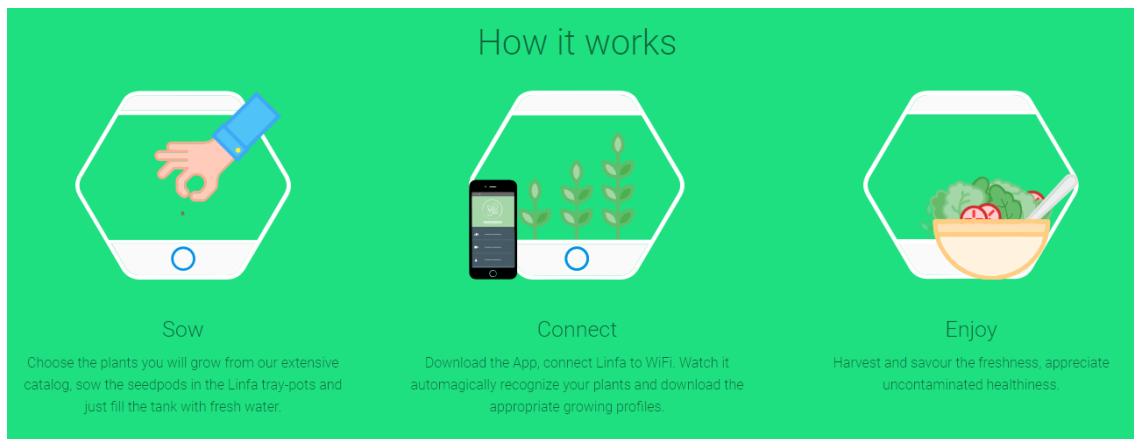 How it works
Sow
Choose the plants you will grow from our extensive
catalog, sow the seedpods in the Linfa tray-pots and
just fill the tank with fresh water.
Connect
Download the App, connect Linfa to WiFi. Watch it
automagically recognize your plants and download the
appropriate growing profiles.
Enjoy
Harvest and savour the freshness, appreciate
uncontaminated healthiness.